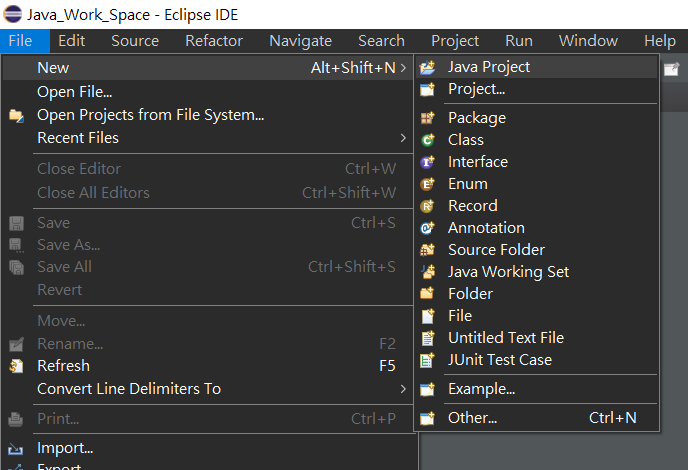 Java_Work_Space - Eclipse IDE
File Edit Source Refactor Navigate Search Project Run Window Help
New Alt+Shift+N >
Open File...
Open Projects from File System...
Recent Files >
Close Editor Ctrl+W
Close All Editors Ctrl+Shift+W
Save Ctrl+S
Save As...
Save All Ctrl+Shift+S
Revert
Move...
Rename... F2
Refresh F5
Convert Line Delimiters To >
Print... Ctrl+P
Import...
Export...
Java Project
Project...
Package
Class
Interface
Enum
Record
Annotation
Source Folder
Java Working Set
Folder
File
Untitled Text File
JUnit Test Case
Example...
Other... Ctrl+N